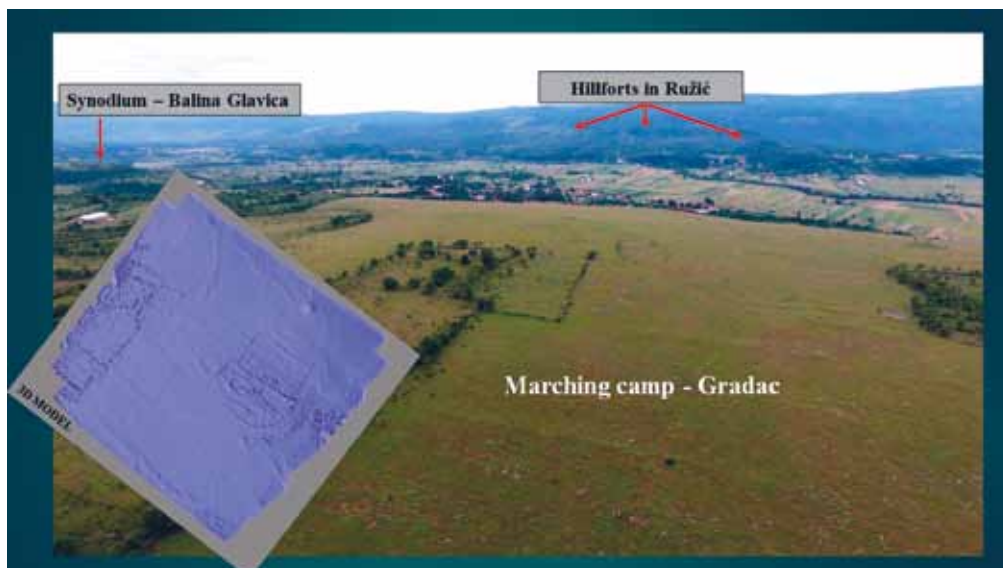 Synodium – Balina Glavica
Hillforts in Ružić
Marching camp - Gradac
3D MODEL